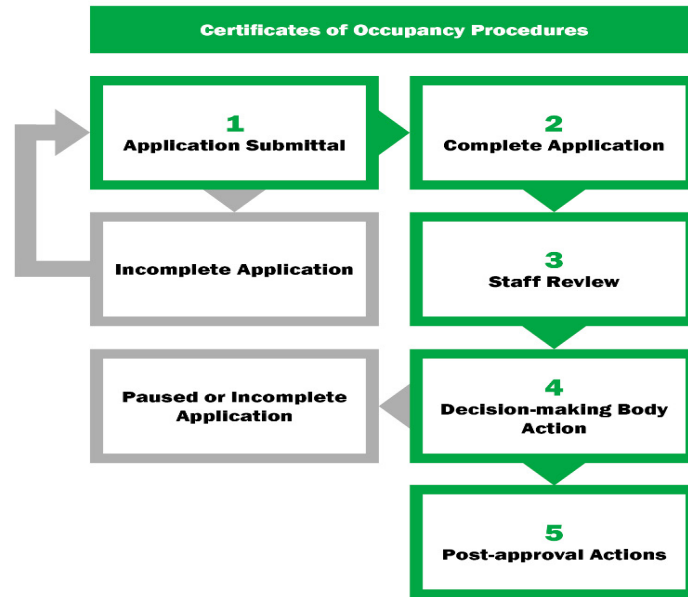 Certificates of Occupancy Procedures
1
Application Submittal
2
Complete Application
Incomplete Application
3
Staff Review
Paused or Incomplete
Application
4
Decision-making Body
Action
5
Post-approval Actions